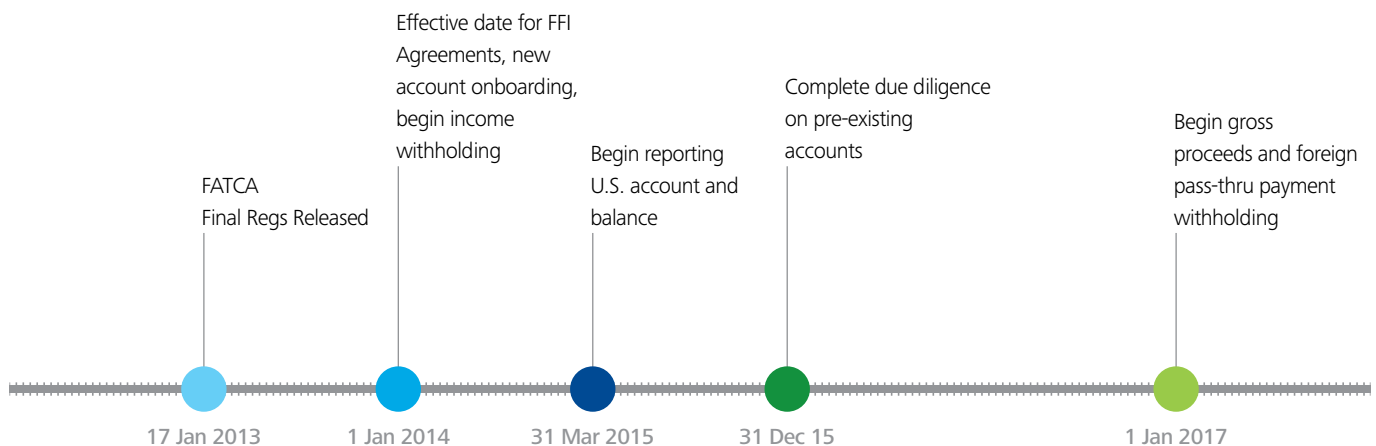 FATCA
Final Regs Released
17 Jan 2013
Effective date for FFI
Agreements, new
account onboarding,
begin income
withholding
1 Jan 2014
Begin reporting
U.S. account and
balance
31 Mar 2015
Complete due diligence
on pre-existing
accounts
31 Dec 15
Begin gross
proceeds and foreign
pass-thru payment
withholding
1 Jan 2017